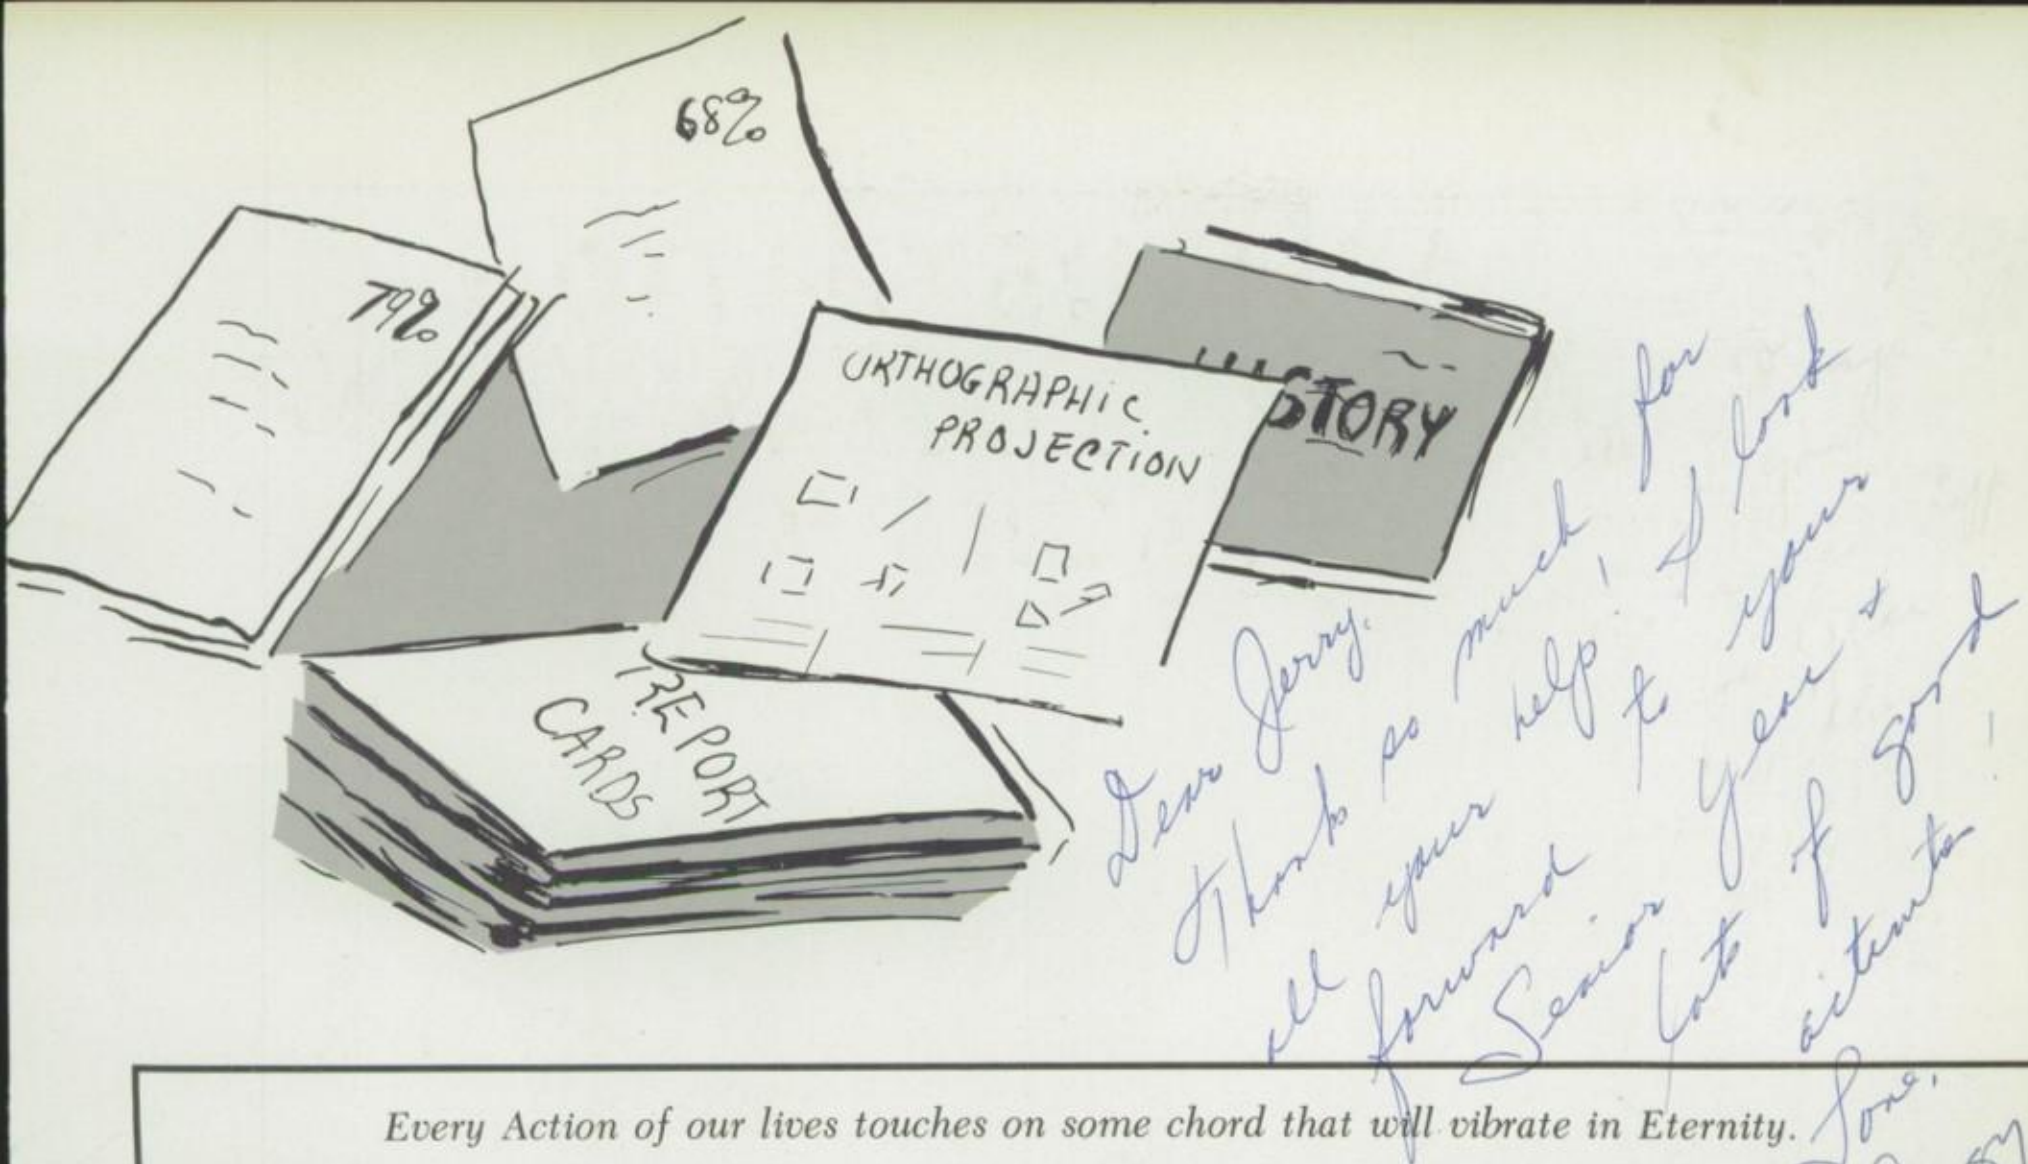 68%
79%
ORTHOGRAPHIC
PROJECTION
STORY
REPORT
CARDS
Dear Jerry,
Thanks so much for
all your help! I look
forward to your
Senior year &
lots of good
activities!
Love,
Every Action of our lives touches on some chord that will vibrate in Eternity.